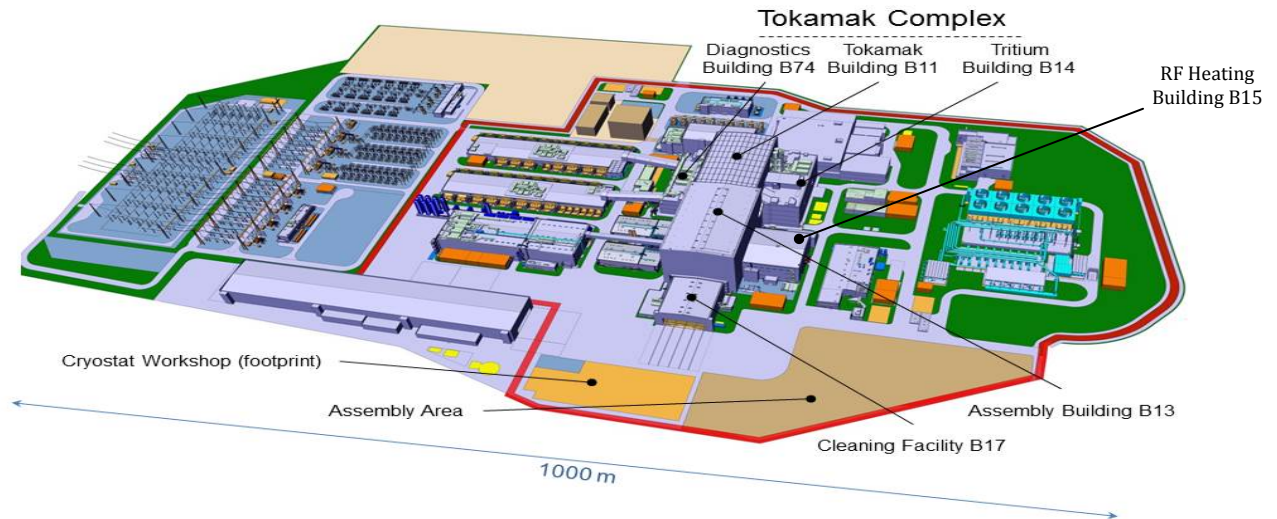 Tokamak Complex
Diagnostics
Building B74
Tokamak
Building B11
Tritium
Building B14
RF Heating
Building B15
Cryostat Workshop (footprint)
Assembly Area
Assembly Building B13
Cleaning Facility B17
1000 m